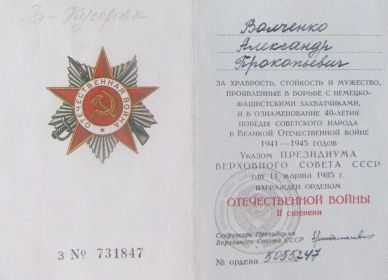 ОТЕЧЕСТВЕННАЯ ВОЙНА
З № 731847
Волченко
Александр
Прокопьевич
ЗА ХРАБРОСТЬ, СТОЙКОСТЬ И МУЖЕСТВО,
ПРОЯВЛЕННЫЕ В БОРЬБЕ С НЕМЕЦКО-
ФАШИСТСКИМИ ЗАХВАТЧИКАМИ,
И В ОЗНАМЕНОВАНИЕ 40-ЛЕТИЯ
ПОБЕДЫ СОВЕТСКОГО НАРОДА
В ВЕЛИКОЙ ОТЕЧЕСТВЕННОЙ ВОЙНЕ
1941—1945 ГОДОВ
Указом ПРЕЗИДИУМА
ВЕРХОВНОГО СОВЕТА СССР
от 11 марта 1985 г.
НАГРАЖДЕН ОРДЕНОМ
ОТЕЧЕСТВЕННОЙ ВОЙНЫ
II степени
Секретарь Президиума
Верховного Совета СССР
№ ордена 5055247